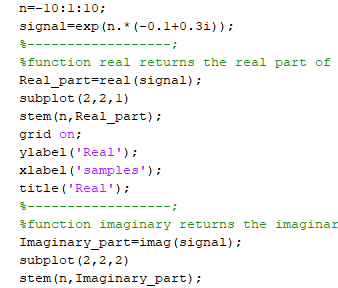 n=-10:1:10;
signal=exp(n.*(-0.1+0.3i));
%------------------;
%function real returns the real part of
Real_part=real(signal);
subplot(2,2,1)
stem(n,Real_part);
grid on;
ylabel('Real');
xlabel('samples');
title('Real');
%------------------;
%function imaginary returns the imaginar
Imaginary_part=imag(signal);
subplot(2,2,2)
stem(n,Imaginary_part);